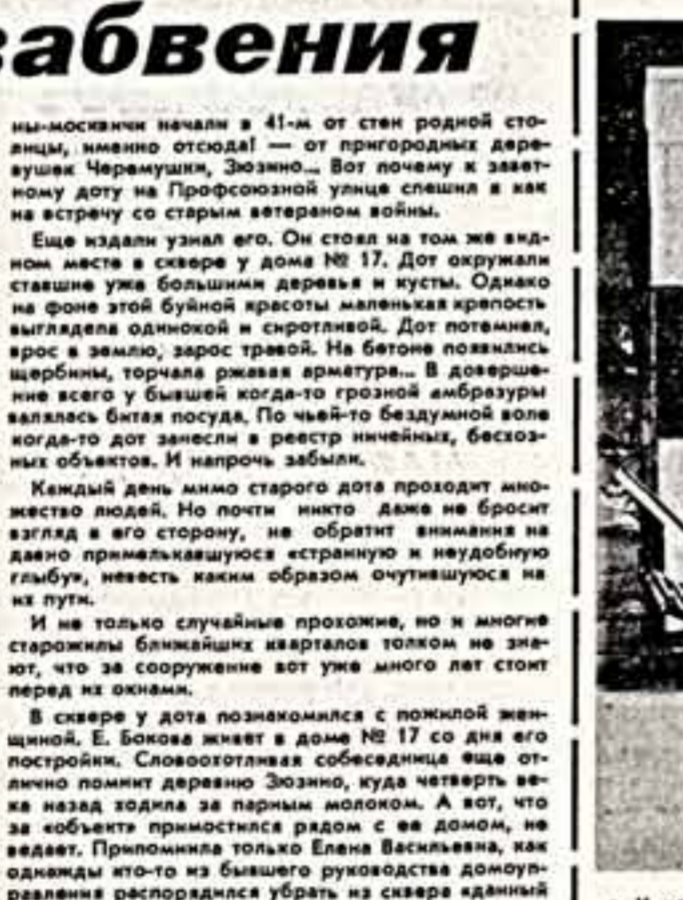 забвения
ны-москвичи начали в 41-м от стен родной сто-
лицы, именно отсюда! — от пригородных дере-
вушек Черемушки, Зюзино... Вот почему к завет-
ному доту на Профсоюзной улице спешил я как
на встречу со старым ветераном войны.
Еще издали узнал его. Он стоял на том же вид-
ном месте в сквере у дома № 17. Дот окружали
ставшие уже большими деревья и кусты. Однако
на фоне этой буйной красоты маленькая крепость
выглядела одинокой и сиротливой. Дот потемнел,
врос в землю, зарос травой. На бетоне появились
щербины, торчала ржавая арматура... В доверше-
ние всего у бывшей когда-то грозной амбразуры
валялась битая посуда. По чьей-то бездумной воле
когда-то дот занесли в реестр ничейных, бесхоз-
ных объектов. И напрочь забыли.
Каждый день мимо старого дота проходит мно-
жество людей. Но почти никто даже не бросит
взгляд в его сторону, не обратит внимания на
давно примелькавшуюся «странную и неудобную
глыбу», невесть каким образом очутившуюся на
их пути.
И не только случайные прохожие, но и многие
старожилы ближайших кварталов толком не зна-
ют, что за сооружение вот уже много лет стоит
перед их окнами.
В сквере у дота познакомился с пожилой жен-
щиной. Е. Бокова живет в доме № 17 со дня его
постройки. Словоохотливая собеседница еще от-
лично помнит деревню Зюзино, куда четверть ве-
ка назад ходила за парным молоком. А вот, что
за «объект» примостился рядом с ее домом, не
ведает. Припомнила только Елена Васильевна, как
однажды кто-то из бывшего руководства домоуп-
равления распорядился убрать из сквера «данный